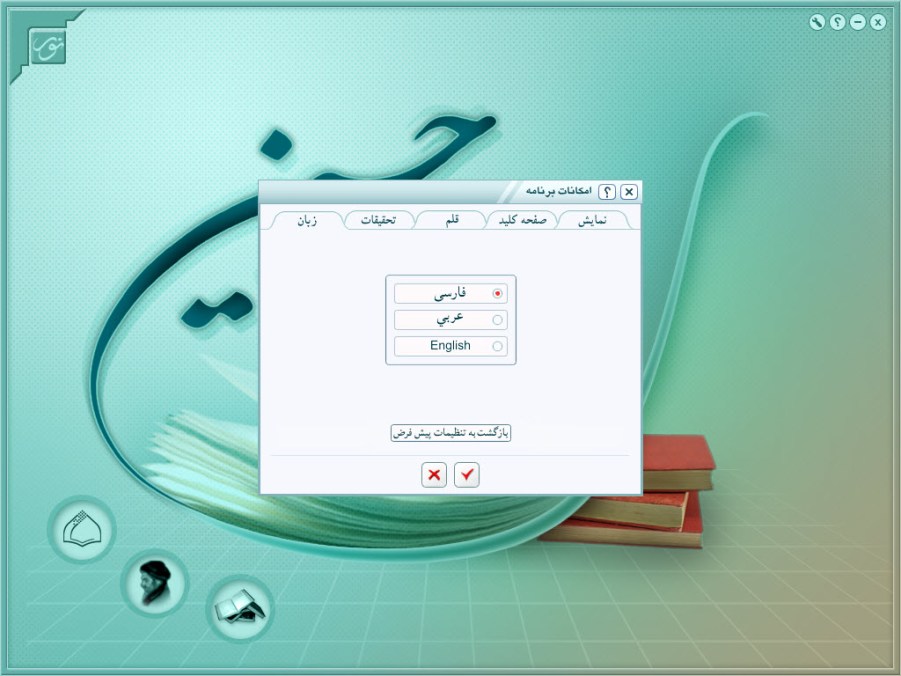 نور
امکانات برنامه
نمایش صفحه کلید قلم تحقیقات زبان
فارسی
عربي
English
بازگشت به تنظیمات پیش فرض